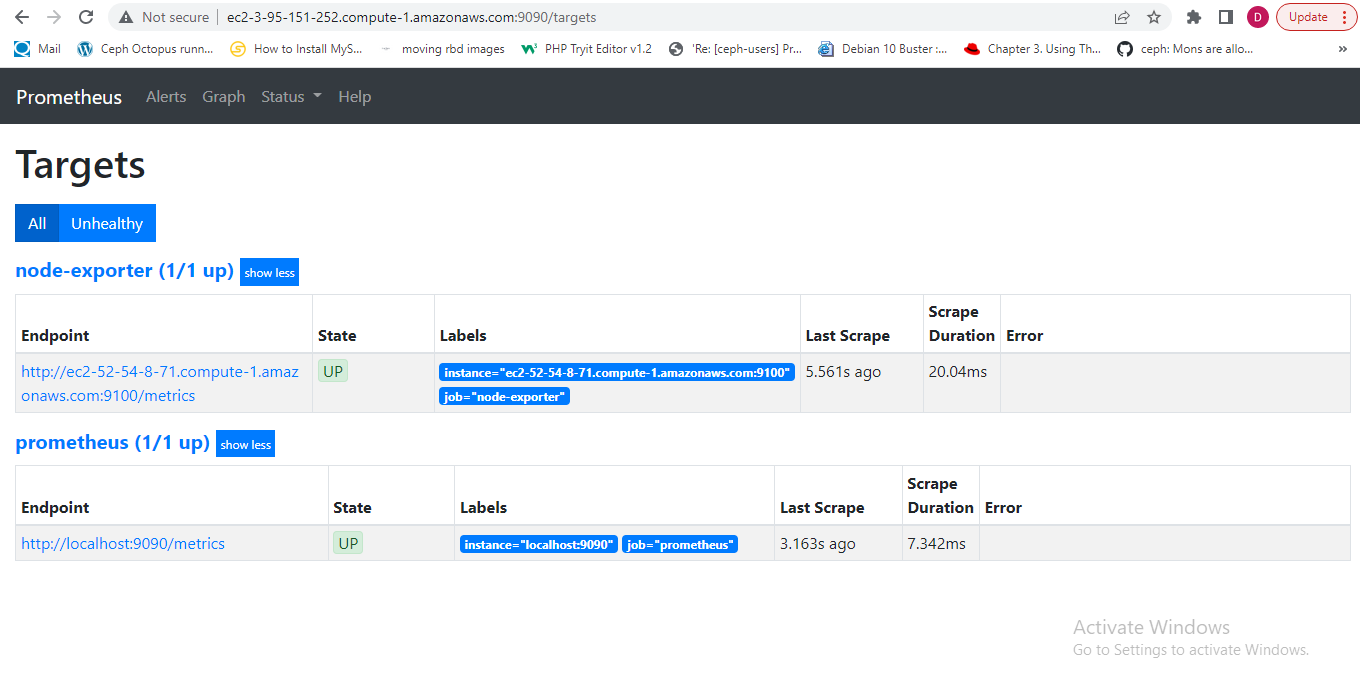 Not secure | ec2-3-95-151-252.compute-1.amazonaws.com:9090/targets D Update
Mail Ceph Octopus runn... How to Install MyS... moving rbd images PHP Tryit Editor v1.2 'Re: [ceph-users] Pr... Debian 10 Buster :... Chapter 3. Using Th... ceph: Mons are allo... »
Prometheus Alerts Graph Status Help
Targets
All Unhealthy
node-exporter (1/1 up) show less
Endpoint State Labels Last Scrape Scrape Duration Error
http://ec2-52-54-8-71.compute-1.amaz UP instance="ec2-52-54-8-71.compute-1.amazonaws.com:9100" 5.561s ago 20.04ms
onaws.com:9100/metrics job="node-exporter"
prometheus (1/1 up) show less
Endpoint State Labels Last Scrape Scrape Duration Error
http://localhost:9090/metrics UP instance="localhost:9090" job="prometheus" 3.163s ago 7.342ms
Activate Windows
Go to Settings to activate Windows.